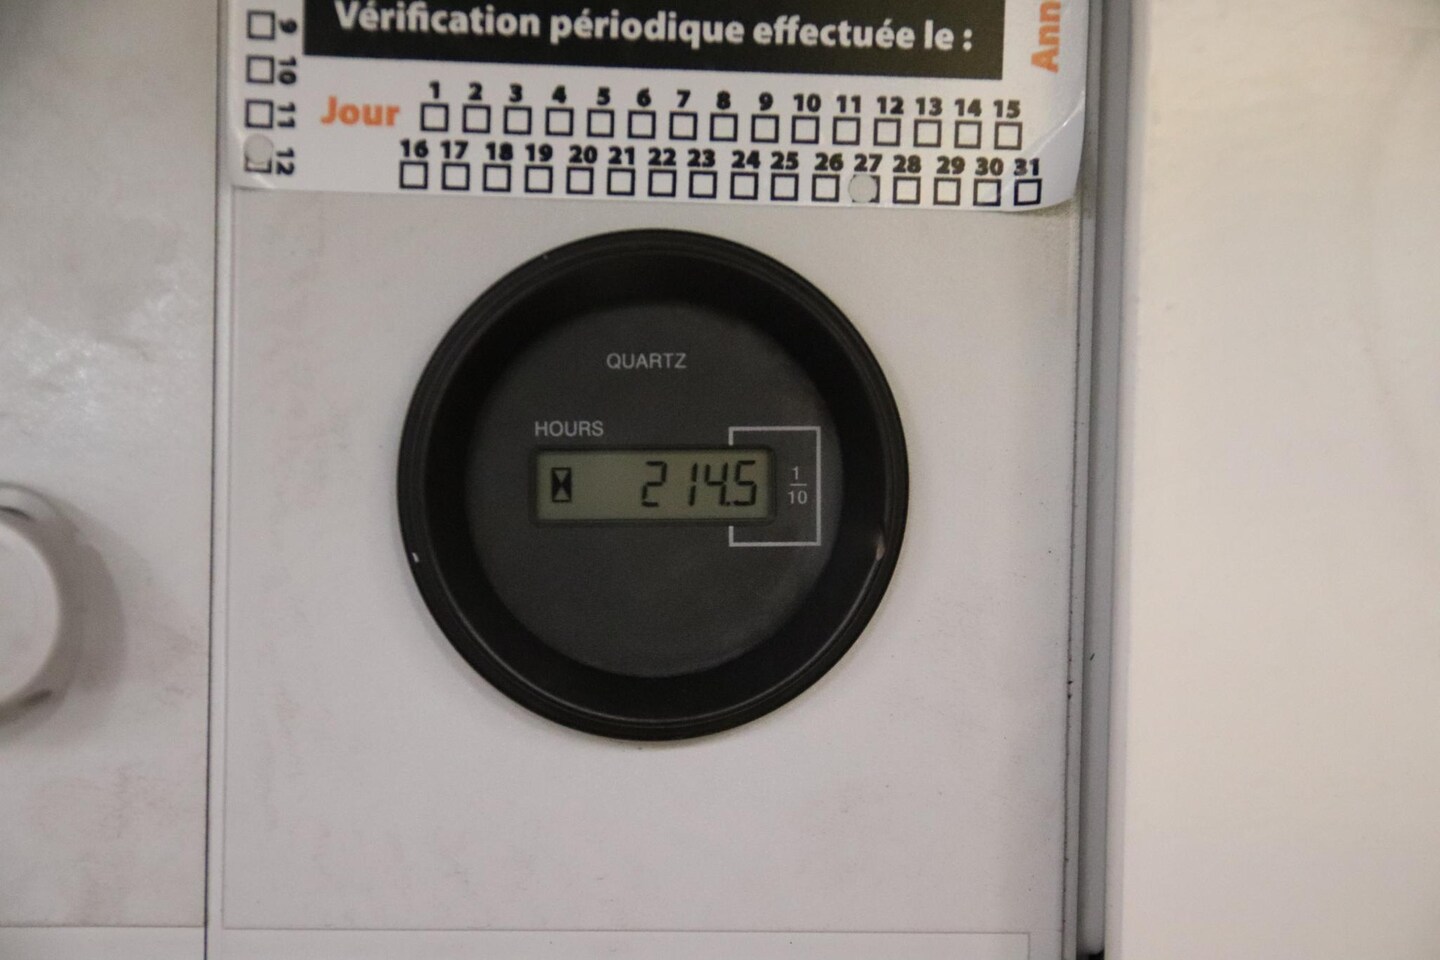 Vérification périodique effectuée le :
Ann
9
10
11
12
Jour
1 2 3 4 5 6 7 8 9 10 11 12 13 14 15
16 17 18 19 20 21 22 23 24 25 26 27 28 29 30 31
QUARTZ
HOURS
214.5
1
10